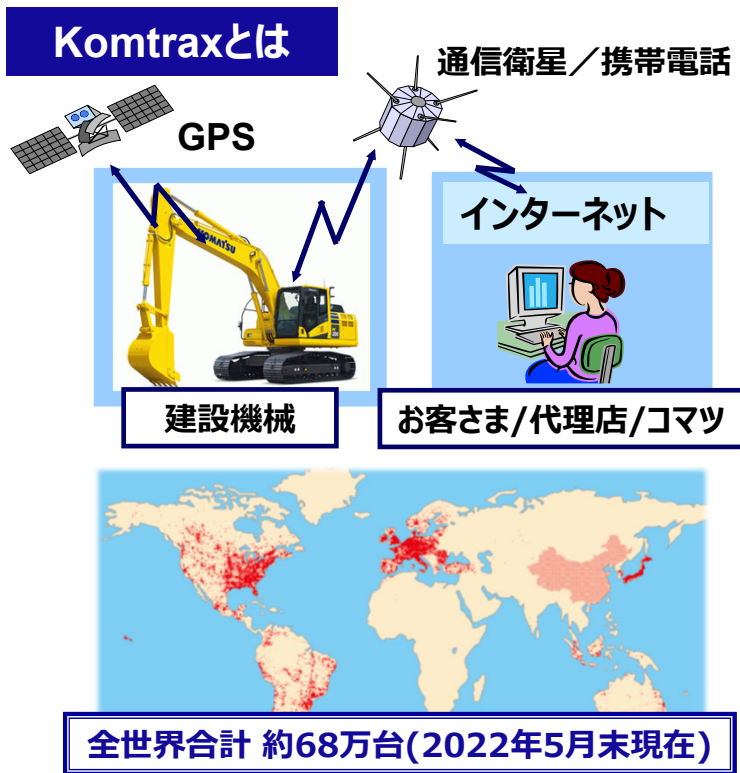 Komtraxとは
通信衛星／携帯電話
GPS
インターネット
KOMATSU
建設機械
お客さま/代理店/コマツ
全世界合計 約68万台(2022年5月末現在)